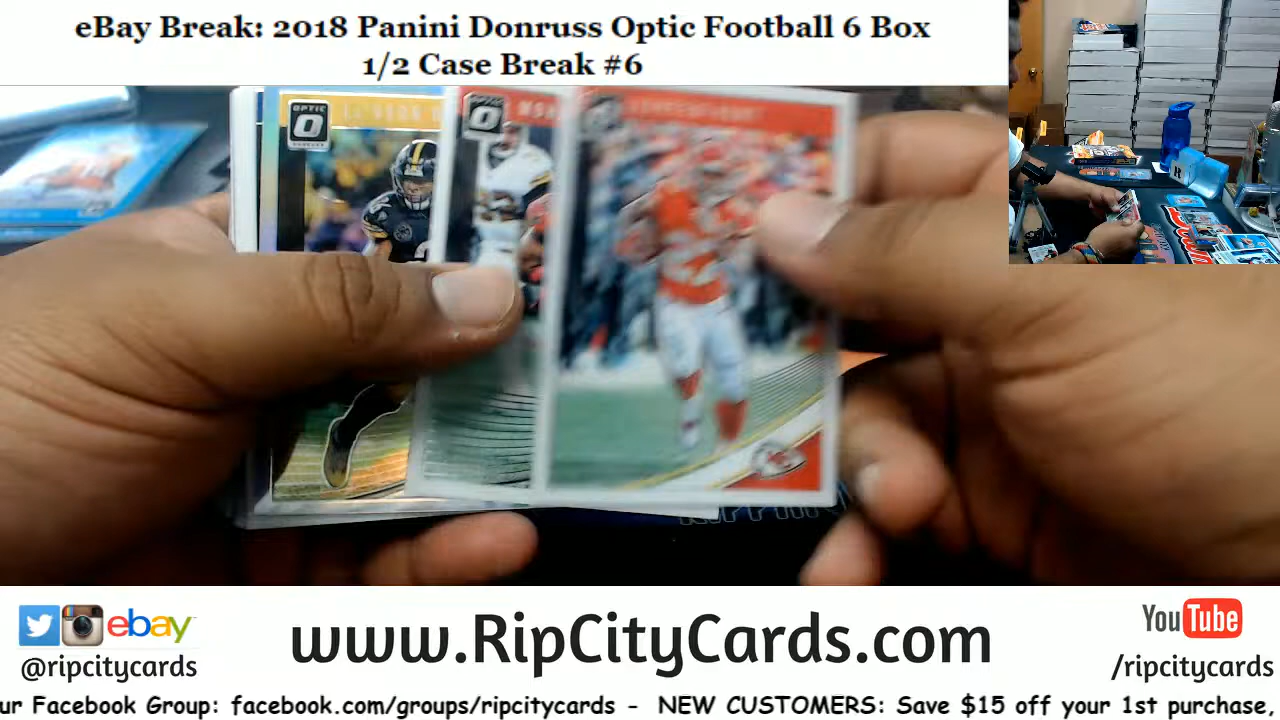 eBay Break: 2018 Panini Donruss Optic Football 6 Box
1/2 Case Break #6
OPTIC
ebay
@ripcitycards
www.RipCityCards.com
YouTube
/ripcitycards
ur Facebook Group: facebook.com/groups/ripcitycards - NEW CUSTOMERS: Save $15 off your 1st purchase,